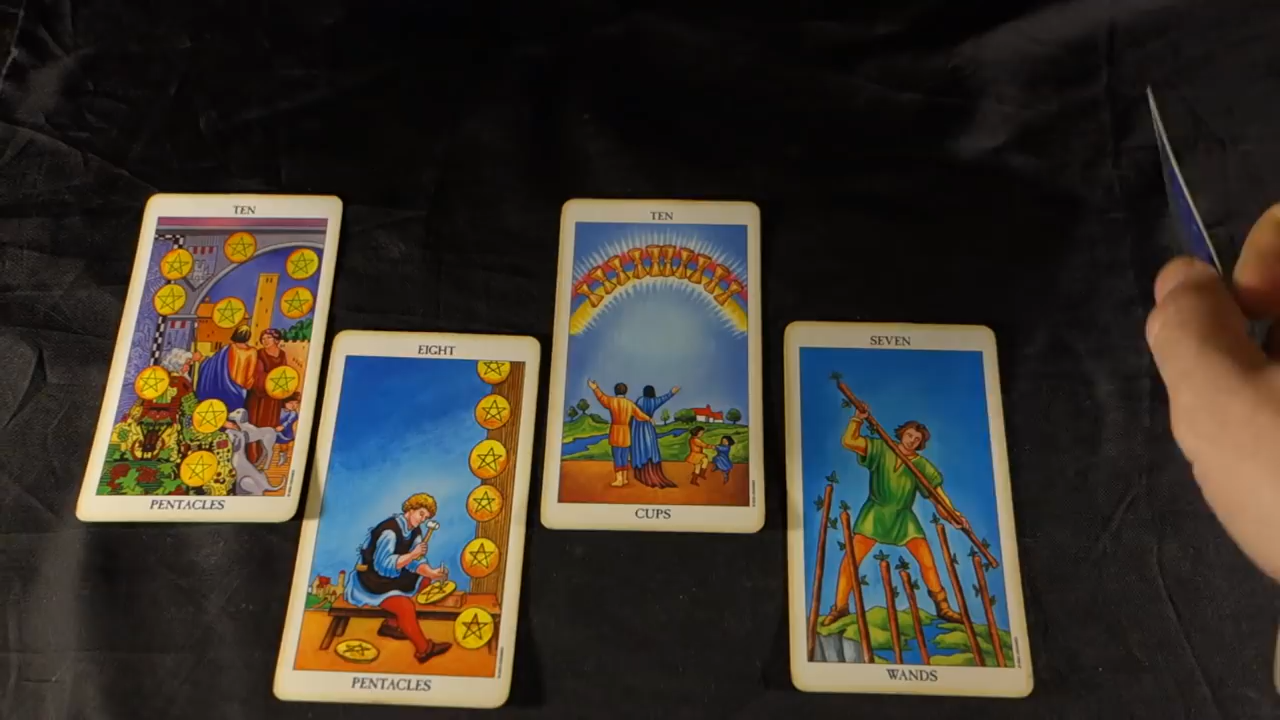 TEN
PENTACLES
EIGHT
PENTACLES
TEN
CUPS
SEVEN
WANDS